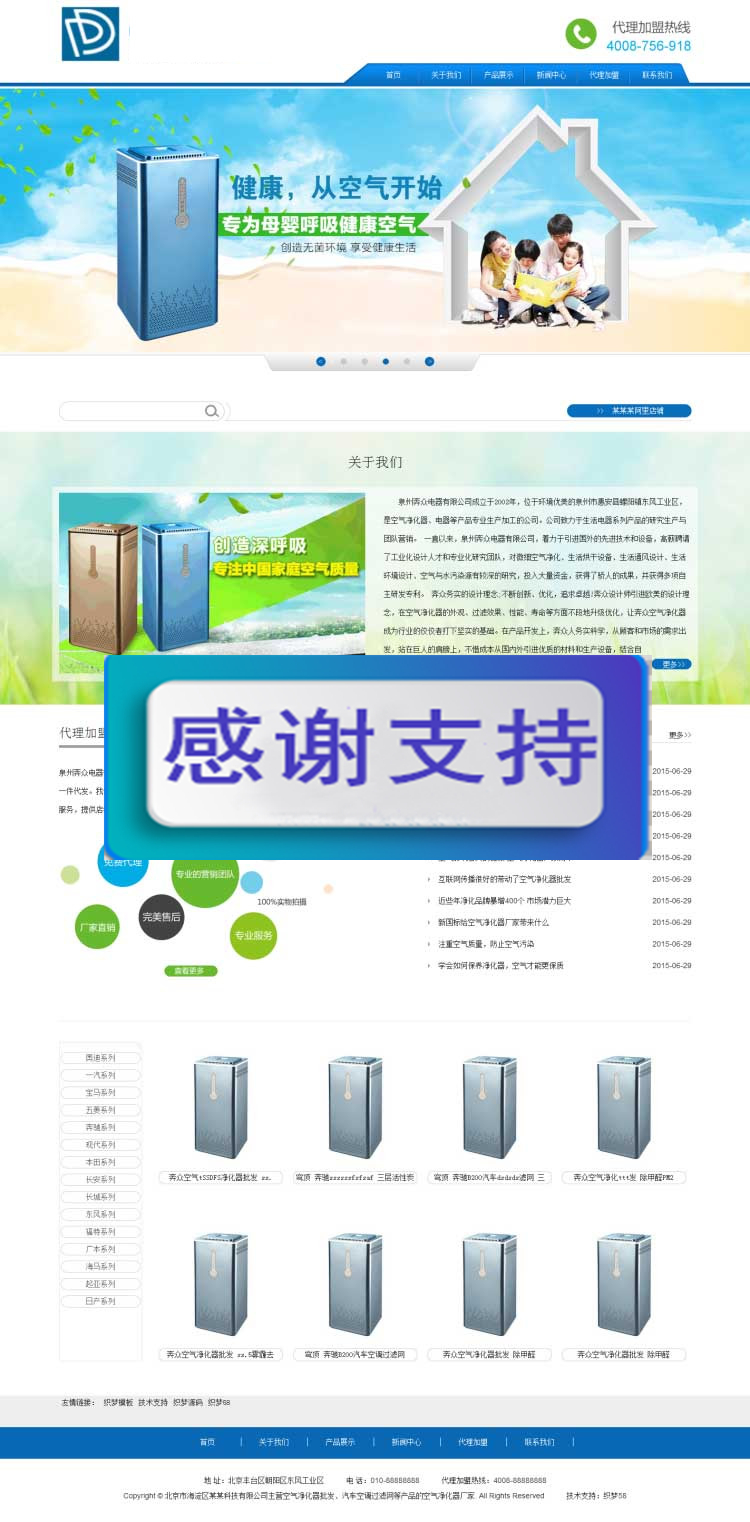 代理加盟热线
4008-756-918
首页 关于我们 产品展示 新闻中心 代理加盟 联系我们
健康，从空气开始
专为母婴呼吸健康空气
创造无菌环境 享受健康生活
>> 某某某阿里店铺
关于我们
创造深呼吸
专注中国家庭空气质量
泉州弄众电器有限公司成立于2002年，位于环境优美的泉州市惠安县螺阳镇东风工业区，
是空气净化器、电器等产品专业生产加工的公司。公司致力于生活电器系列产品的研究生产与
团队营销。 一直以来，泉州弄众电器有限公司，着力于引进国外的先进技术和设备，高薪聘请
了工业化设计人才和专业化研究团队，对微细空气净化、生活烘干设备、生活通风设计、生活
环境设计、空气与水污染源有较深的研究，投入大量资金，获得了骄人的成果，并获得多项自
主研发专利。 弄众务实的设计理念:不断创新、优化，追求卓越!弄众设计师引进欧美的设计理
念，在空气净化器的外观、过滤效果、性能、寿命等方面不段地升级优化，让弄众空气净化器
成为行业的佼佼者打下坚实的基础。在产品开发上，弄众人务实科学，从顾客和市场的需求出
发，站在巨人的肩膀上，不惜成本从国内外引进优质的材料和生产设备，结合自
更多>>
感谢支持
代理加盟
更多>>
泉州弄众电器
一件代发。我
服务，提供店
2015-06-29
2015-06-29
2015-06-29
2015-06-29
2015-06-29
互联网传播很好的带动了空气净化器批发 2015-06-29
近些年净化品牌暴增400个 市场潜力巨大 2015-06-29
新国标给空气净化器厂家带来什么 2015-06-29
注重空气质量，防止空气污染 2015-06-29
学会如何保养净化器，空气才能更保质 2015-06-29
免费代理
专业的营销团队
100%实物拍摄
完美售后
厂家直销
专业服务
查看更多
奥迪系列
一汽系列
宝马系列
五菱系列
奔驰系列
现代系列
本田系列
长安系列
长城系列
东风系列
福特系列
广本系列
海马系列
起亚系列
日产系列
弄众空气tSSDFS净化器批发 zz.
穹顶 奔驰zzzzzzfsfzaf 三层活性炭
穹顶 奔驰B200汽车dsdsds滤网 三
弄众空气净化ttt发 除甲醛PM2
弄众空气净化器批发 zz.5雾霾去
穹顶 奔驰B200汽车空调过滤网
弄众空气净化器批发 除甲醛
弄众空气净化器批发 除甲醛
友情链接： 织梦模板 技术支持 织梦源码 织梦58
首页 | 关于我们 | 产品展示 | 新闻中心 | 代理加盟 | 联系我们 |
地 址：北京丰台区朝阳区东风工业区 电 话：010-88888888 代理加盟热线：4008-88888888
Copyright © 北京市海淀区某某科技有限公司主营空气净化器批发、汽车空调过滤网等产品的空气净化器厂家 All Rights Reserved 技术支持：织梦58